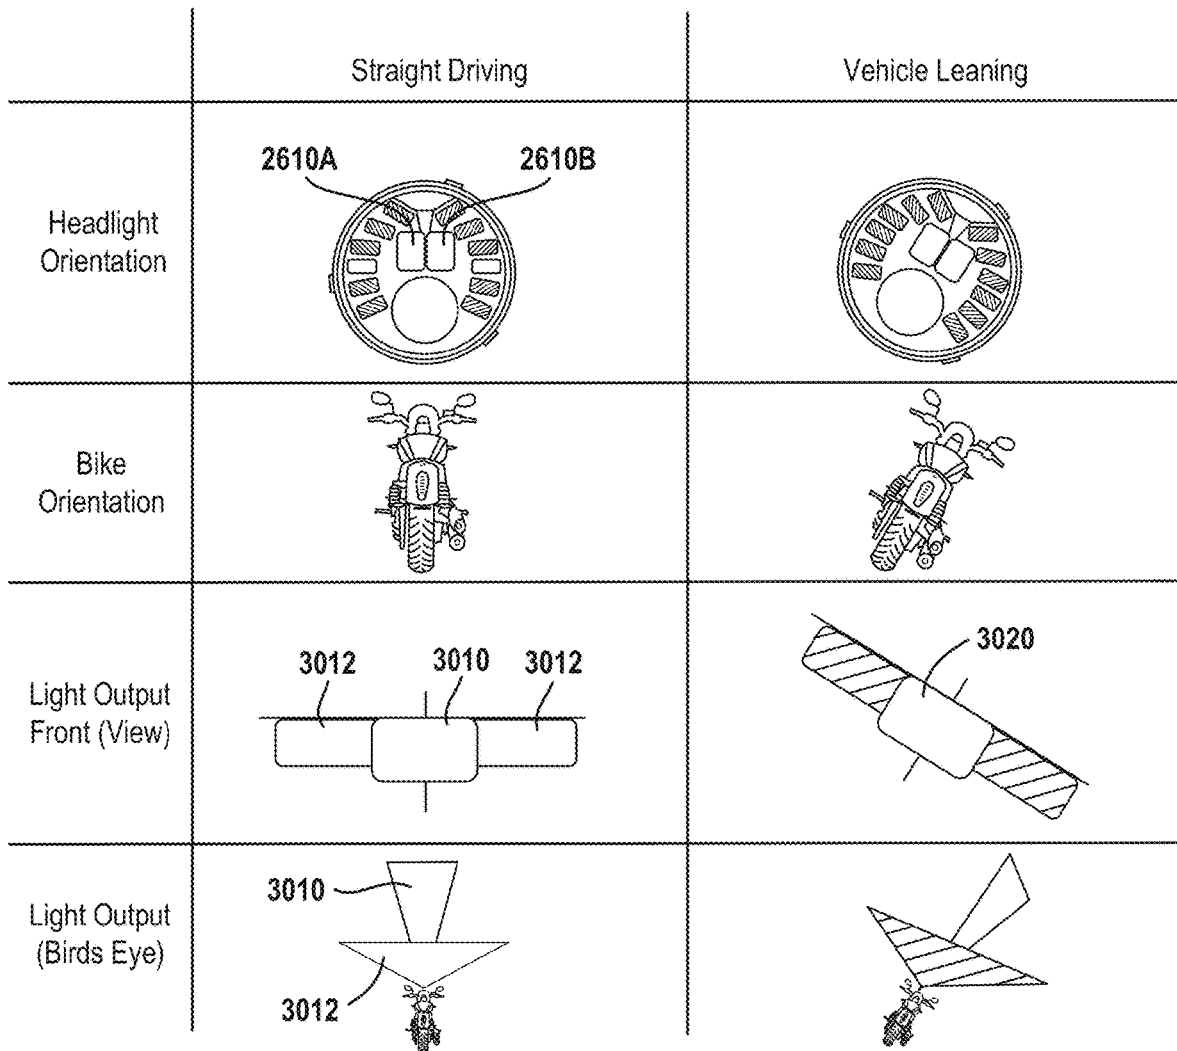 Straight Driving
Vehicle Leaning
2610A
2610B
Headlight
Orientation
Bike
Orientation
3012
3010
3012
3020
Light Output
Front (View)
3010
Light Output
(Birds Eye)
3012